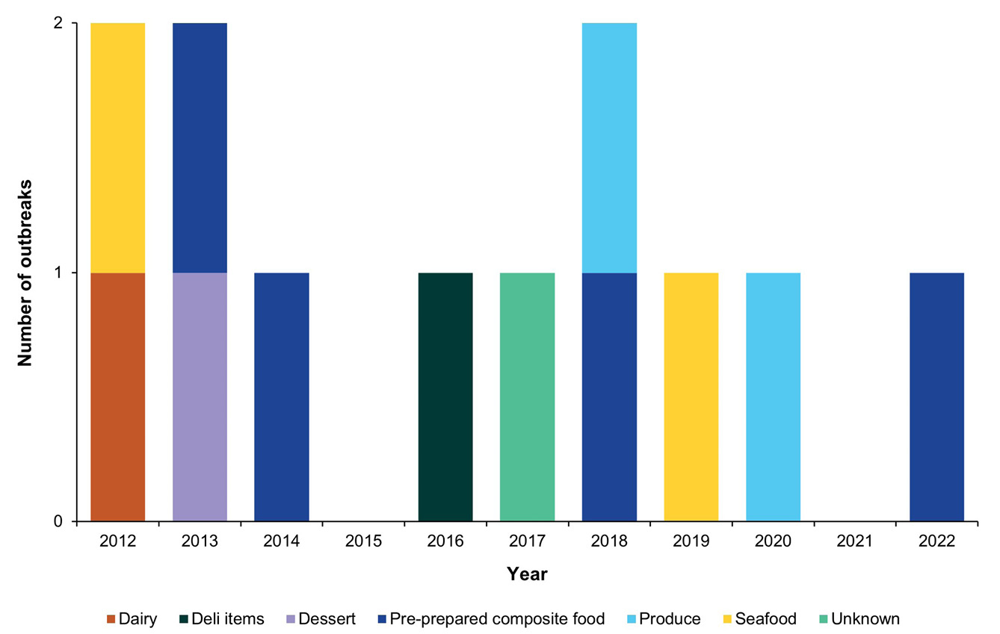 Number of outbreaks
2
1
0
2012 2013 2014 2015 2016 2017 2018 2019 2020 2021 2022
Year
Dairy Deli items Dessert Pre-prepared composite food Produce Seafood Unknown